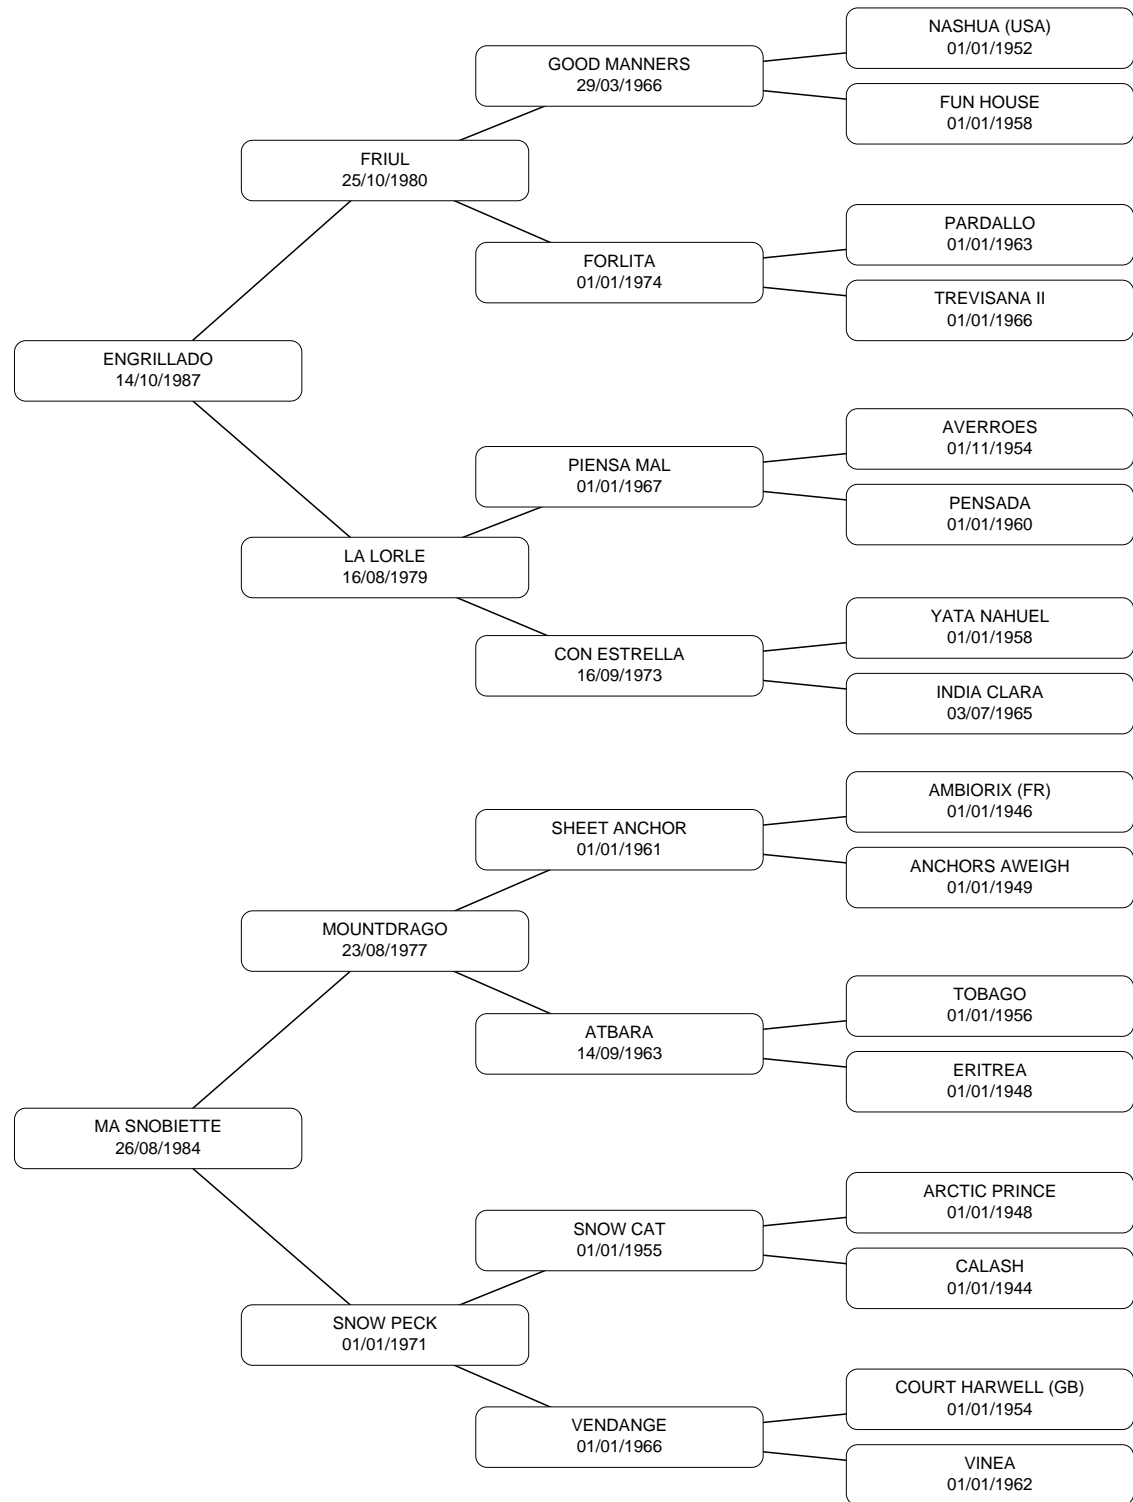 NASHUA (USA)
01/01/1952
GOOD MANNERS
29/03/1966
FUN HOUSE
01/01/1958
FRIUL
25/10/1980
PARDALLO
01/01/1963
FORLITA
01/01/1974
TREVISANA II
01/01/1966
ENGRILLADO
14/10/1987
AVERROES
01/11/1954
PIENSA MAL
01/01/1967
PENSADA
01/01/1960
LA LORLE
16/08/1979
YATA NAHUEL
01/01/1958
CON ESTRELLA
16/09/1973
INDIA CLARA
03/07/1965
AMBIORIX (FR)
01/01/1946
SHEET ANCHOR
01/01/1961
ANCHORS AWEIGH
01/01/1949
MOUNTDRAGO
23/08/1977
TOBAGO
01/01/1956
ATBARA
14/09/1963
ERITREA
01/01/1948
MA SNOBIETTE
26/08/1984
ARCTIC PRINCE
01/01/1948
SNOW CAT
01/01/1955
CALASH
01/01/1944
SNOW PECK
01/01/1971
COURT HARWELL (GB)
01/01/1954
VENDANGE
01/01/1966
VINEA
01/01/1962